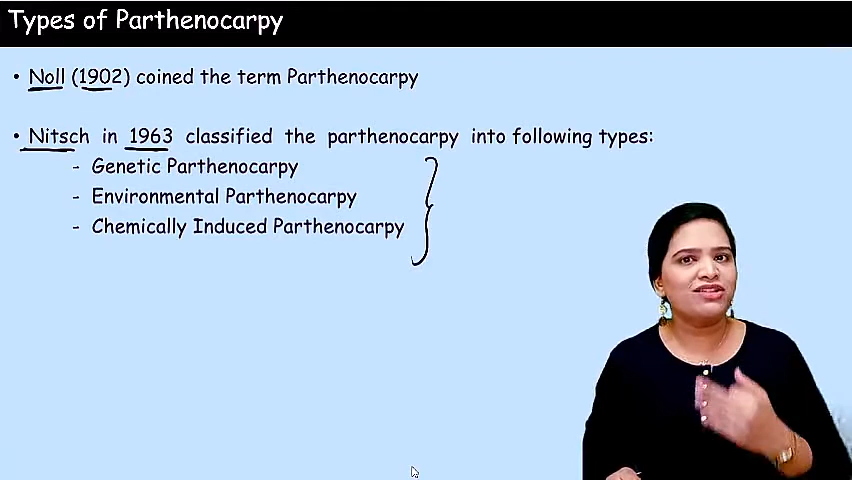 Types of Parthenocarpy
• Noll (1902) coined the term Parthenocarpy
• Nitsch in 1963 classified the parthenocarpy into following types:
- Genetic Parthenocarpy
- Environmental Parthenocarpy
- Chemically Induced Parthenocarpy